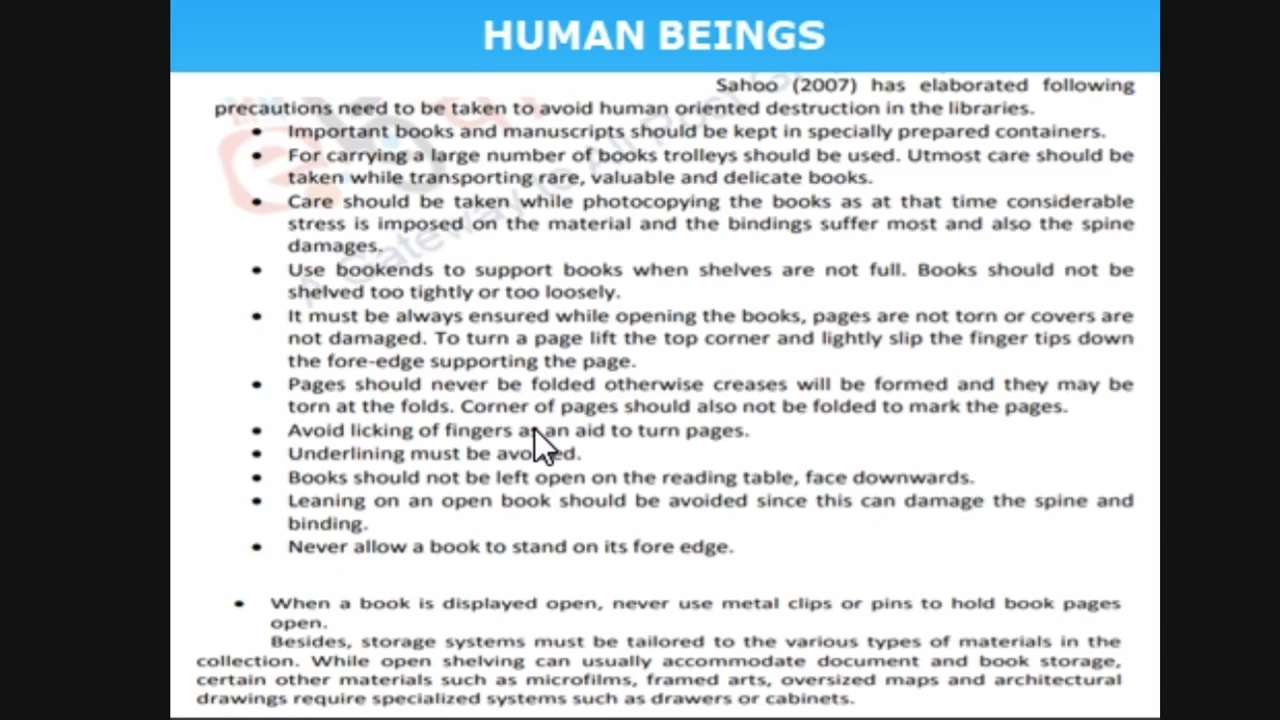 HUMAN BEINGS
Sahoo (2007) has elaborated following
precautions need to be taken to avoid human oriented destruction in the libraries.
• Important books and manuscripts should be kept in specially prepared containers.
• For carrying a large number of books trolleys should be used. Utmost care should be
taken while transporting rare, valuable and delicate books.
• Care should be taken while photocopying the books as at that time considerable
stress is imposed on the material and the bindings suffer most and also the spine
damages.
• Use bookends to support books when shelves are not full. Books should not be
shelved too tightly or too loosely.
• It must be always ensured while opening the books, pages are not torn or covers are
not damaged. To turn a page lift the top corner and lightly slip the finger tips down
the fore-edge supporting the page.
• Pages should never be folded otherwise creases will be formed and they may be
torn at the folds. Corner of pages should also not be folded to mark the pages.
• Avoid licking of fingers as an aid to turn pages.
• Underlining must be avoided.
• Books should not be left open on the reading table, face downwards.
• Leaning on an open book should be avoided since this can damage the spine and
binding.
• Never allow a book to stand on its fore edge.
• When a book is displayed open, never use metal clips or pins to hold book pages
open.
Besides, storage systems must be tailored to the various types of materials in the
collection. While open shelving can usually accommodate document and book storage,
certain other materials such as microfilms, framed arts, oversized maps and architectural
drawings require specialized systems such as drawers or cabinets.
A Gateway to All Post